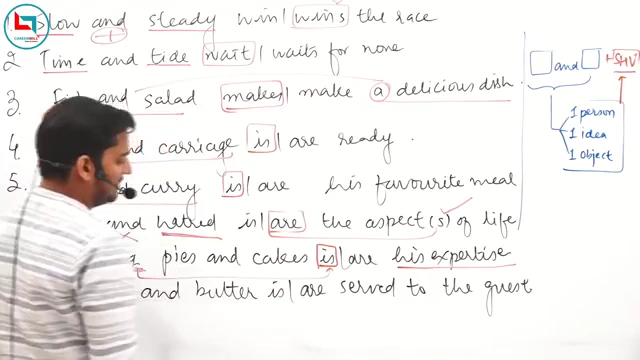 CAREERWILL
1. Slow and steady win/wins the race
2 Time and tide wait/waits for none
3. and salad makes/make a delicious dish.
4. and carriage is/are ready.
5. curry is/are his favourite meal
and hatred is/are the aspect(s) of life
pies and cakes is/are his expertise
and butter is/are served to the guest
and +SHV
1 person
1 idea
1 object